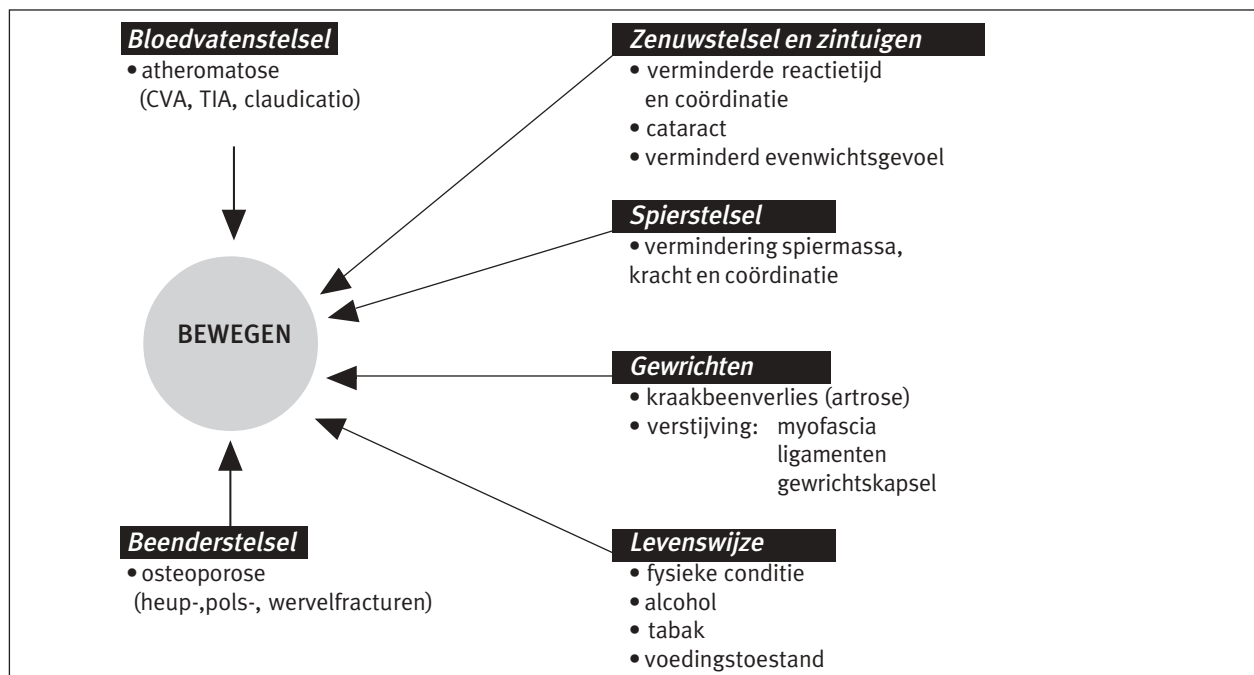 Bloedvatenstelsel
• atheromatose
(CVA, TIA, claudicatio)
Zenuwstelsel en zintuigen
• verminderde reactietijd
en coördinatie
• cataract
• verminderd evenwichtsgevoel
Spierstelsel
• vermindering spiermassa,
kracht en coördinatie
BEWEGEN
Gewrichten
• kraakbeenverlies (artrose)
• verstijving: myofascia
ligamenten
gewrichtskapsel
Beenderstelsel
• osteoporose
(heup-,pols-, wervelfracturen)
Levenswijze
• fysieke conditie
• alcohol
• tabak
• voedingstoestand